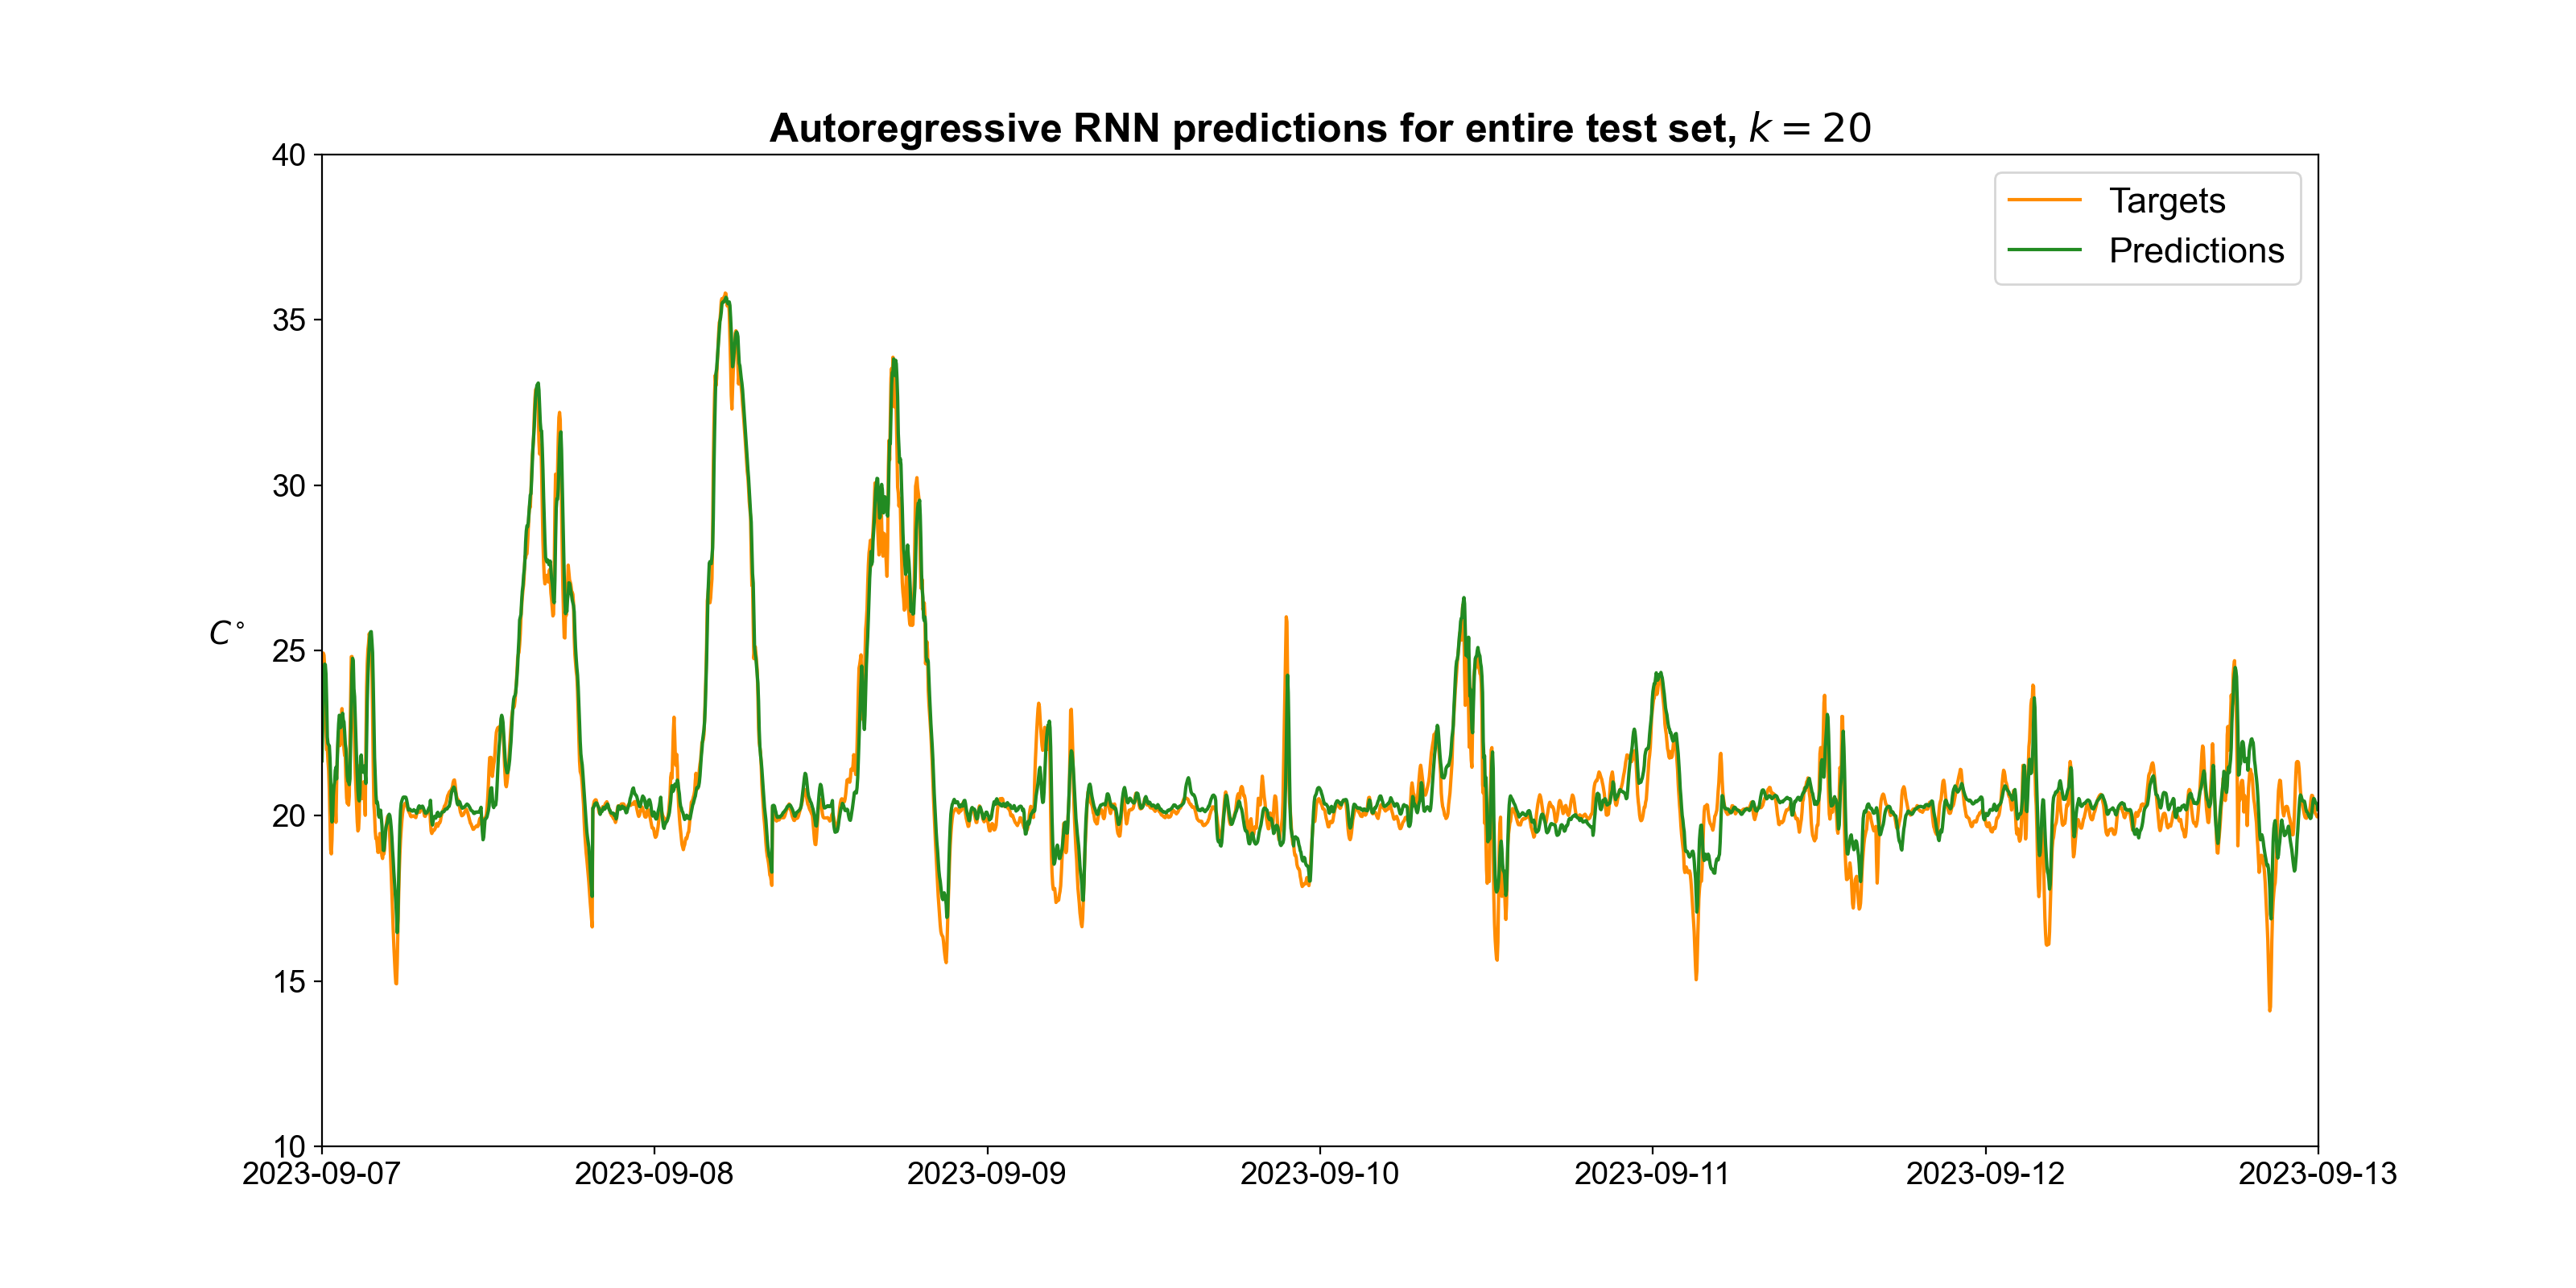 Autoregressive RNN predictions for entire test set, k = 20
40
35
30
25
20
15
10
C°
Targets
Predictions
2023-09-07 2023-09-08 2023-09-09 2023-09-10 2023-09-11 2023-09-12 2023-09-13